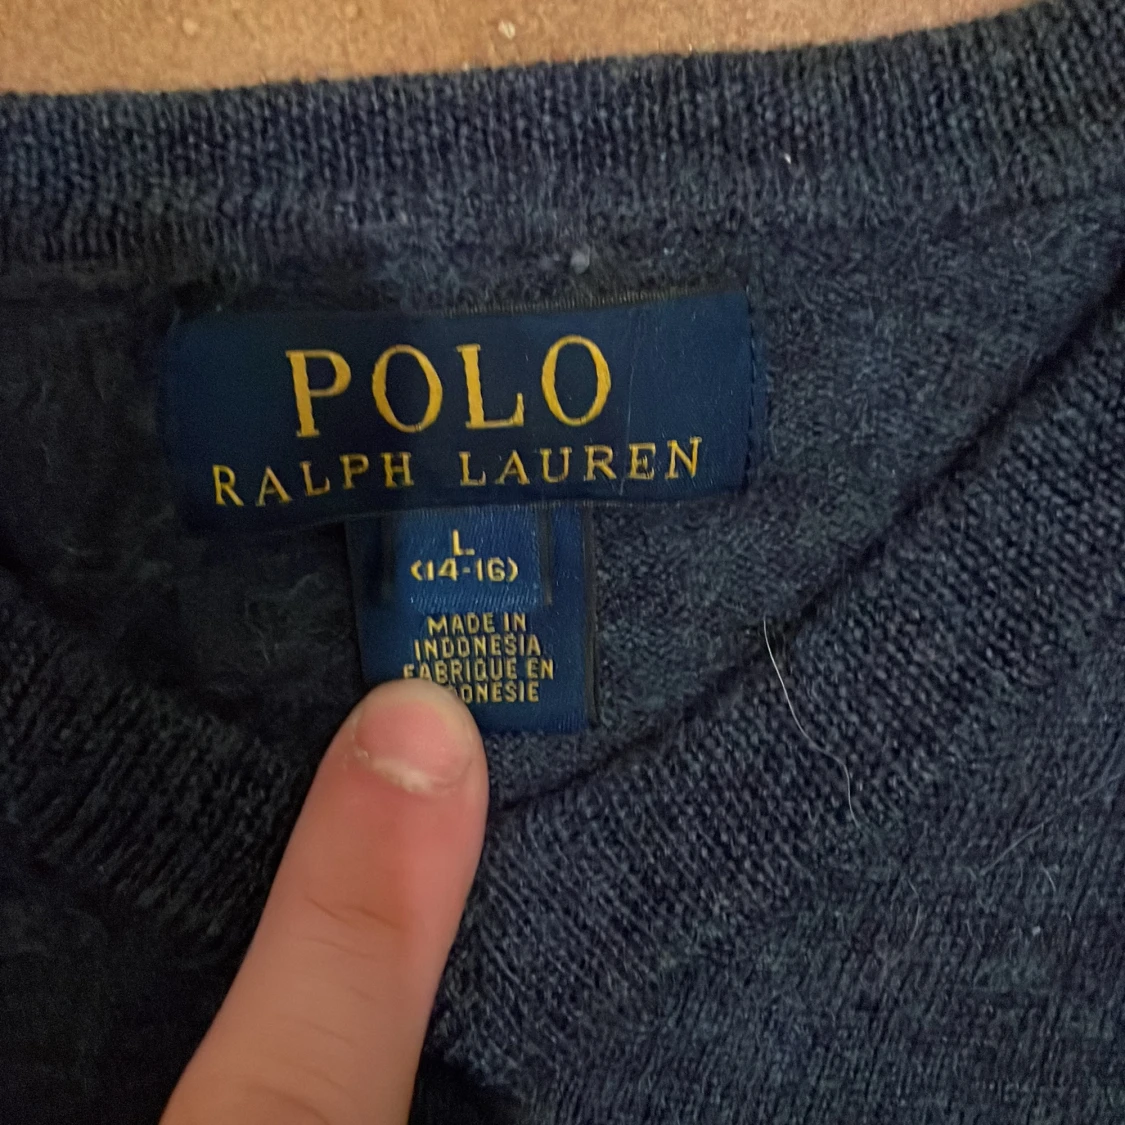 POLO
RALPH LAUREN
L
(14-16)
MADE IN
INDONESIA
FABRIQUE EN